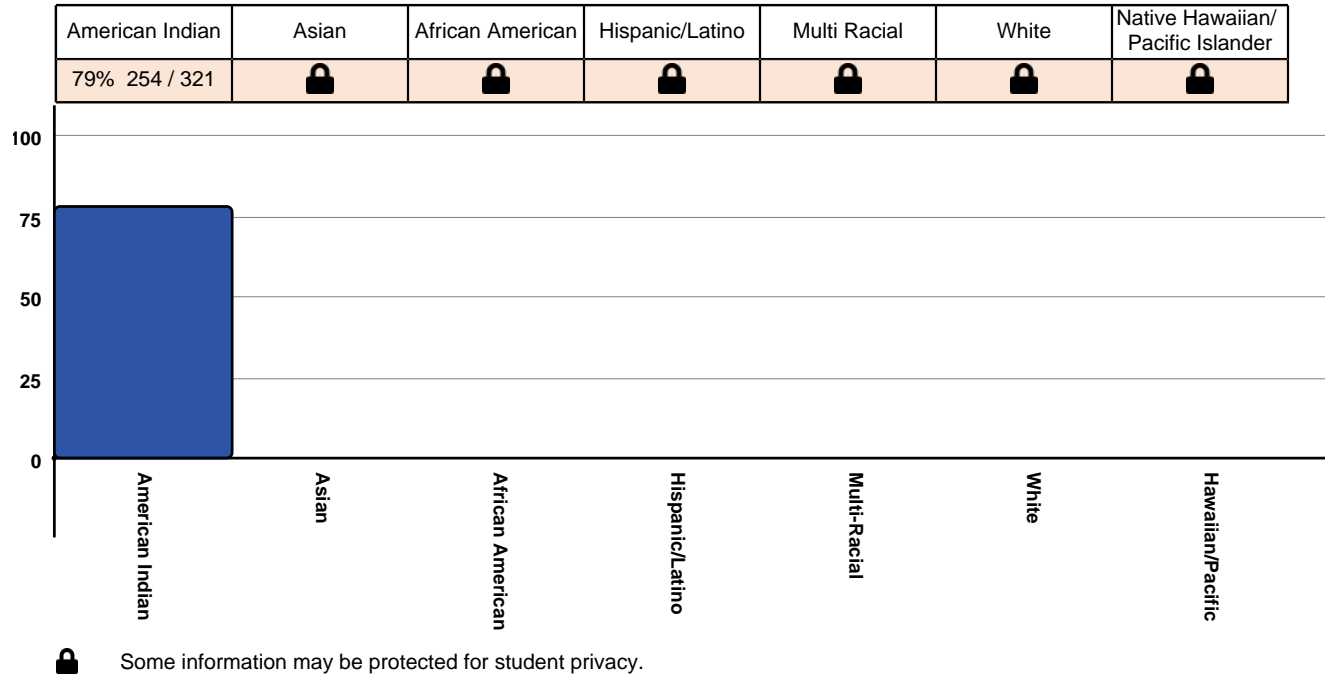 American Indian Asian African American Hispanic/Latino Multi Racial White Native Hawaiian/
Pacific Islander
79% 254 / 321
100
75
50
25
0
American Indian
Asian
African American
Hispanic/Latino
Multi-Racial
White
Hawaiian/Pacific
Some information may be protected for student privacy.